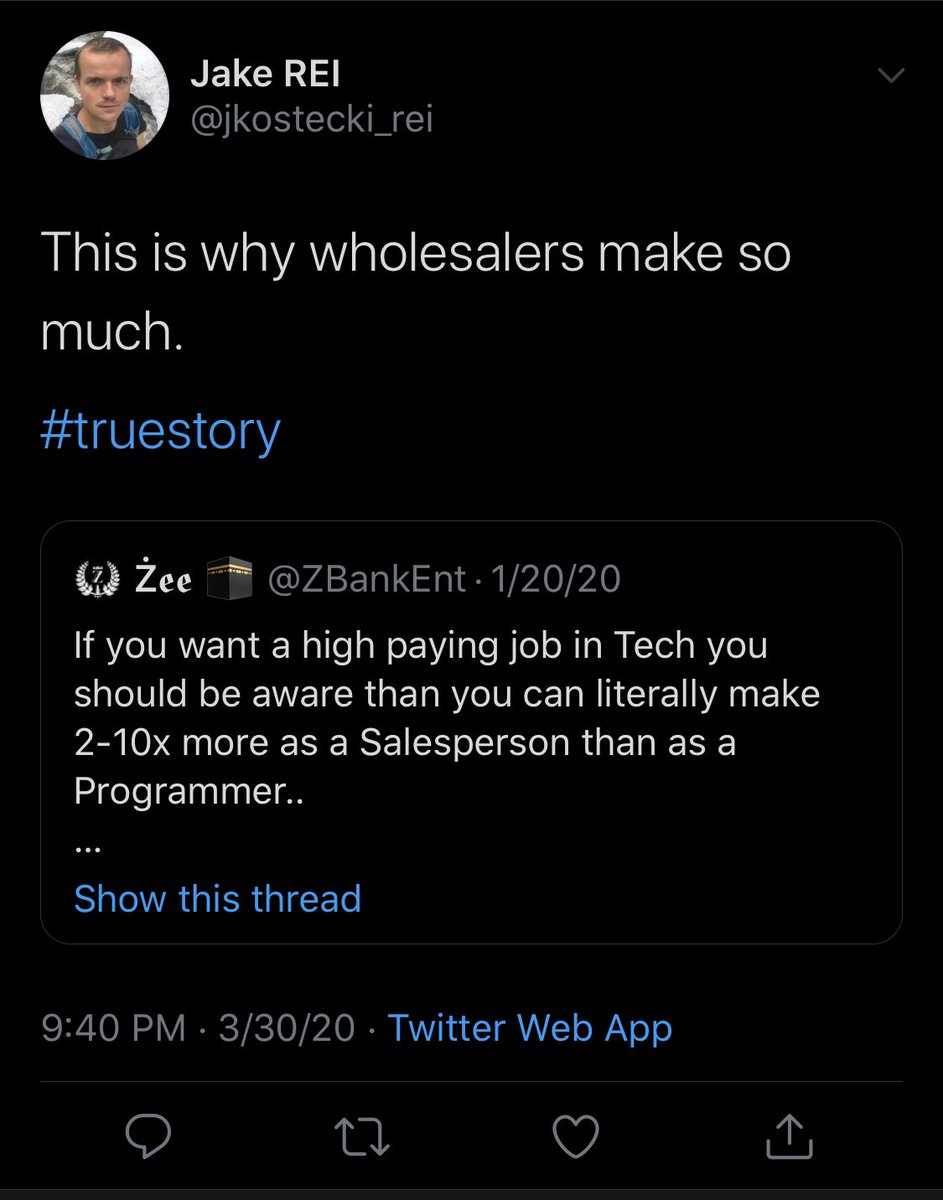 Jake REI
@jkostecki_rei
This is why wholesalers make so
much.
#truestory
Żee 🕋 @ZBankEnt · 1/20/20
If you want a high paying job in Tech you
should be aware than you can literally make
2-10x more as a Salesperson than as a
Programmer..
...
Show this thread
9:40 PM · 3/30/20 · Twitter Web App